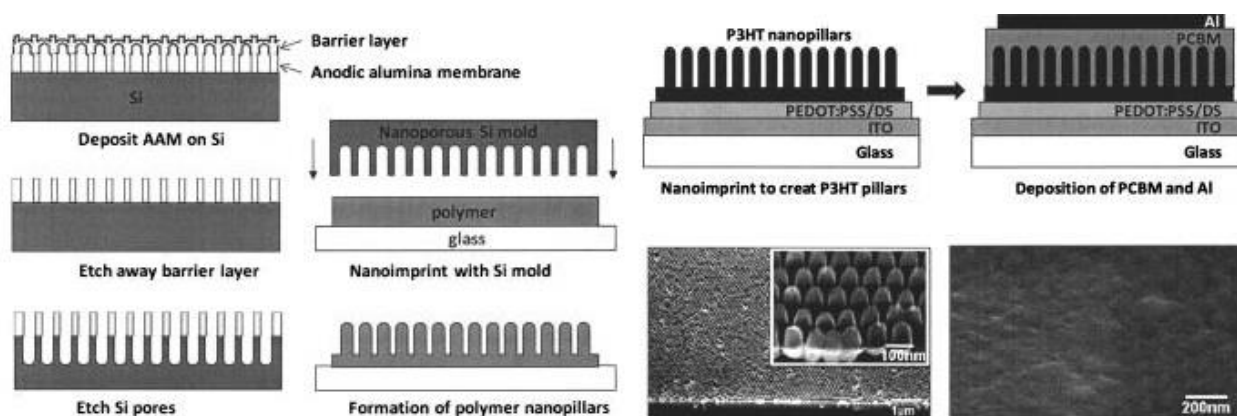 Barrier layer
Anodic alumina membrane
Si
Deposit AAM on Si
Etch away barrier layer
Etch Si pores
Nanoporous Si mold
polymer
glass
Nanoimprint with Si mold
Formation of polymer nanopillars
P3HT nanopillars
PEDOT:PSS/DS
ITO
Glass
Nanoimprint to creat P3HT pillars
Al
PCBM
PEDOT:PSS/DS
ITO
Glass
Deposition of PCBM and Al
100nm
1μm
200nm